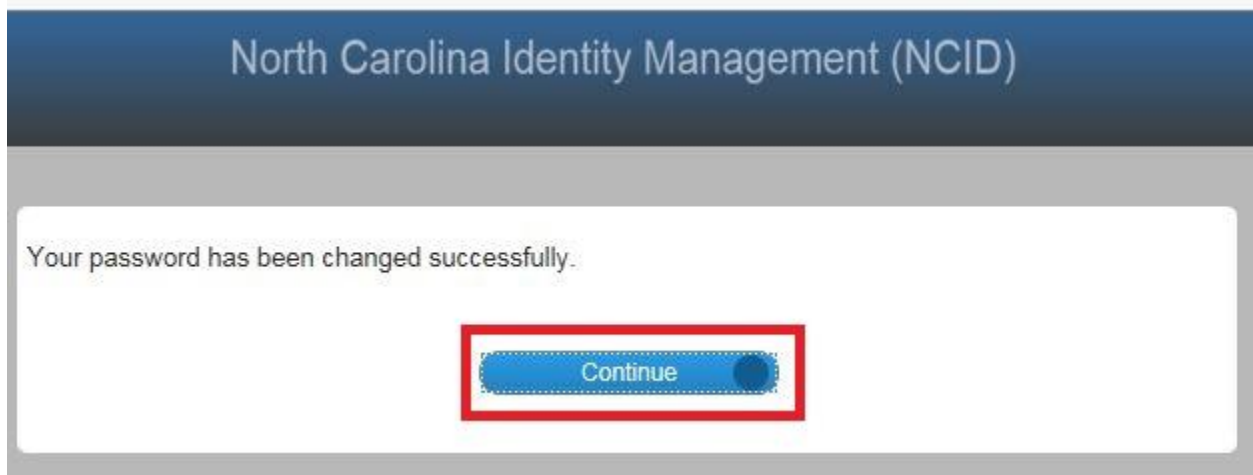 North Carolina Identity Management (NCID)
Your password has been changed successfully.
Continue